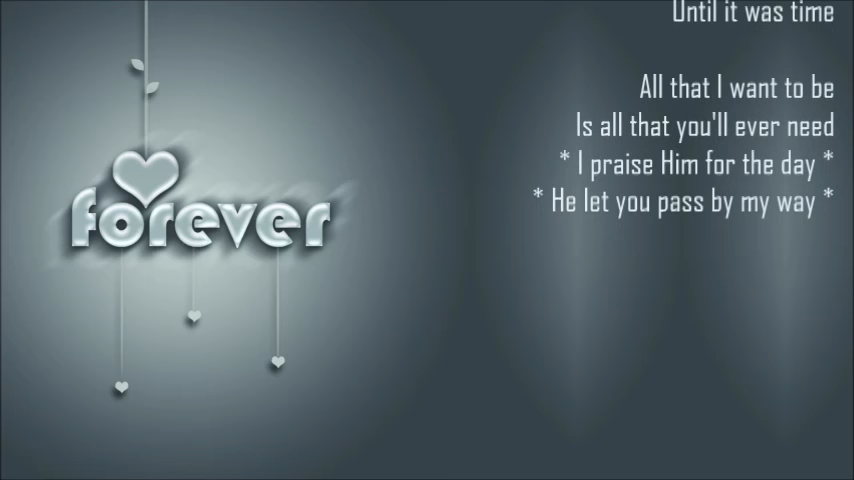 Until it was time
All that I want to be
Is all that you'll ever need
* I praise Him for the day *
* He let you pass by my way *
forever